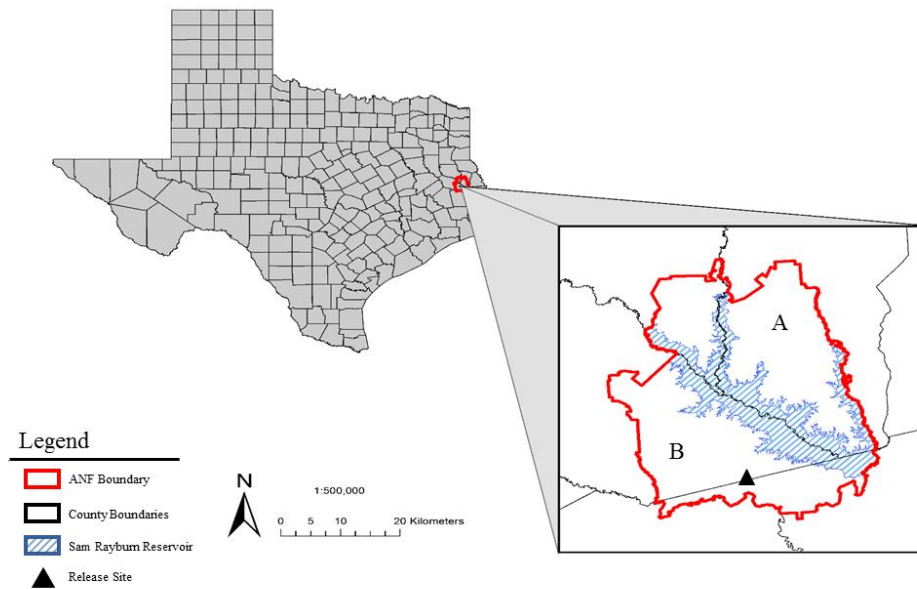 A
B
Legend
ANF Boundary
County Boundaries
Sam Rayburn Reservoir
Release Site
N
1:500,000
0 5 10 20 Kilometers